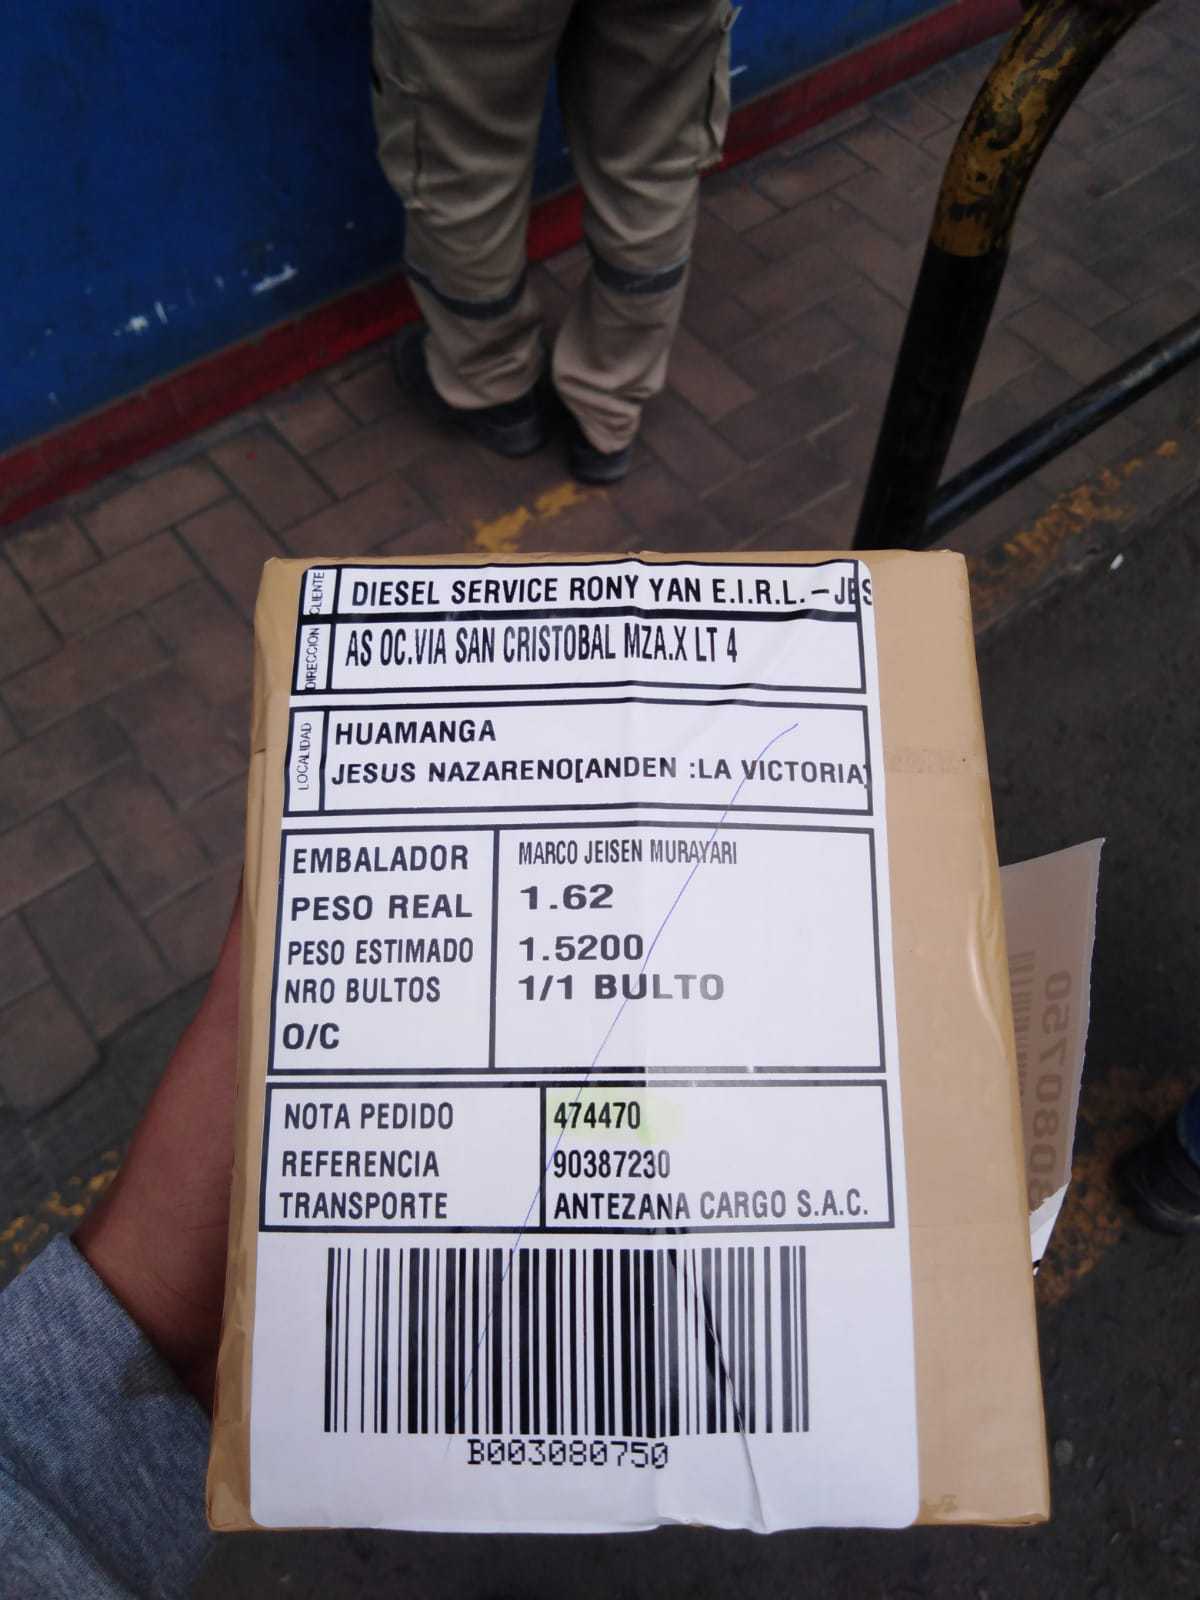 CLIENTE DIESEL SERVICE RONY YAN E.I.R.L.-JES
DIRECCION AS OC.VIA SAN CRISTOBAL MZA.X LT 4
LOCALIDAD HUAMANGA
JESUS NAZARENO[ANDEN :LA VICTORIA]
EMBALADOR MARCO JEISEN MURAYARI
PESO REAL 1.62
PESO ESTIMADO 1.5200
NRO BULTOS 1/1 BULTO
O/C
NOTA PEDIDO 474470
REFERENCIA 90387230
TRANSPORTE ANTEZANA CARGO S.A.C.
B003080750